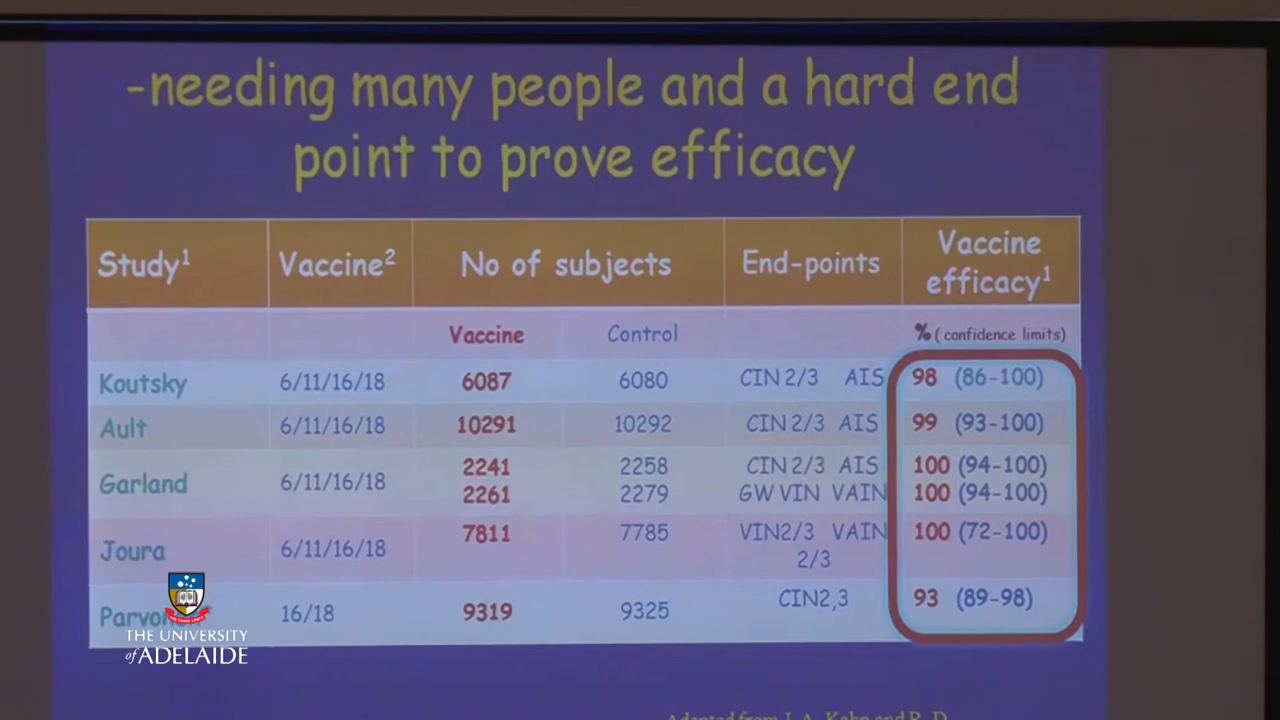 -needing many people and a hard end
point to prove efficacy
Study¹ Vaccine² No of subjects End-points Vaccine efficacy¹
Vaccine Control % ( confidence limits)
Koutsky 6/11/16/18 6087 6080 CIN 2/3 AIS 98 (86-100)
Ault 6/11/16/18 10291 10292 CIN 2/3 AIS 99 (93-100)
Garland 6/11/16/18 2241 2258 CIN 2/3 AIS 100 (94-100)
2261 2279 GW VIN VAIN 100 (94-100)
Joura 6/11/16/18 7811 7785 VIN2/3 VAIN 2/3 100 (72-100)
16/18 9319 9325 CIN2,3 93 (89-98)
THE UNIVERSITY
of ADELAIDE
Adapted from J. A. Kahn and R. D.